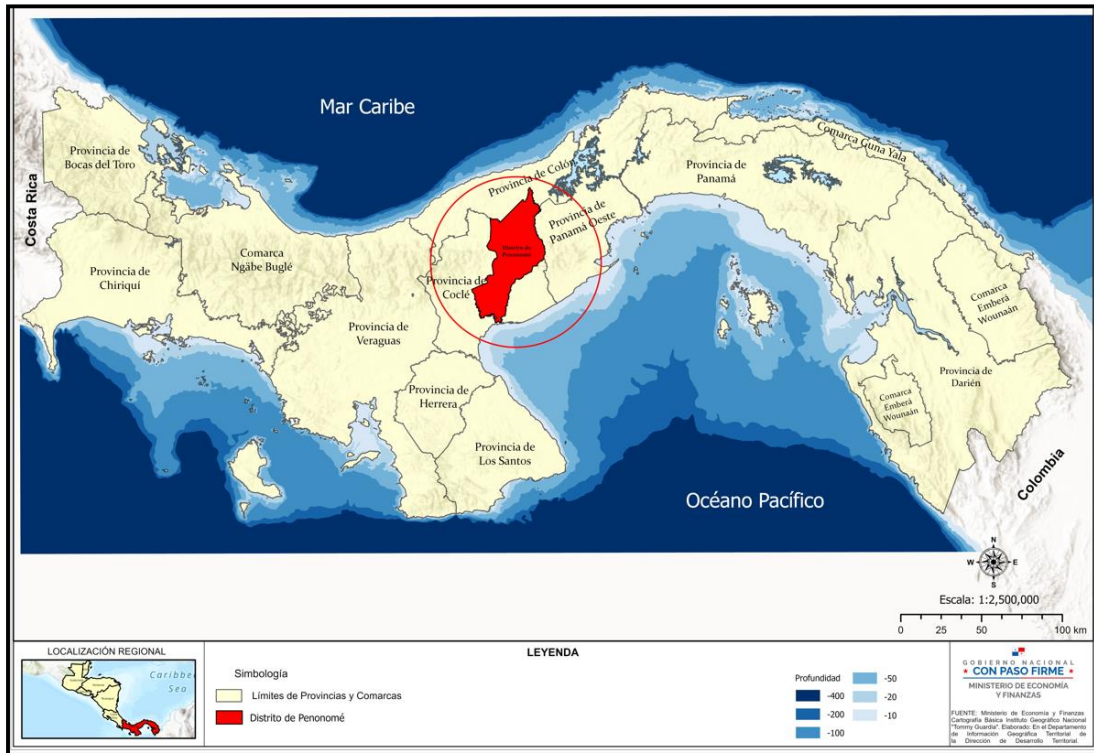 Mar Caribe
Costa Rica
Provincia de
Bocas del Toro
Provincia de
Chiriquí
Comarca
Ngäbe Buglé
Provincia de
Veraguas
Provincia de Colón
Provincia de
Coclé
Distrito de
Penonomé
Provincia de
Panamá Oeste
Provincia de
Panamá
Comarca Guna Yala
Provincia de
Herrera
Provincia de
Los Santos
Comarca
Emberá
Wounaán
Provincia de
Darién
Comarca
Emberá
Wounaán
Océano Pacífico
Colombia
N
W
E
S
Escala: 1:2,500,000
0 25 50 100 km
LOCALIZACIÓN REGIONAL
Caribbean
Sea
LEYENDA
Simbología
Límites de Provincias y Comarcas
Distrito de Penonomé
Profundidad
-400
-200
-100
-50
-20
-10
GOBIERNO NACIONAL
CON PASO FIRME
MINISTERIO DE ECONOMÍA
Y FINANZAS
FUENTE: Ministerio de Economía y Finanzas
Cartografía Básica Instituto Geográfico Nacional
"Tommy Guardia". Elaborado: En el Departamento
de Información Geográfica Territorial de
la Dirección de Desarrollo Territorial.